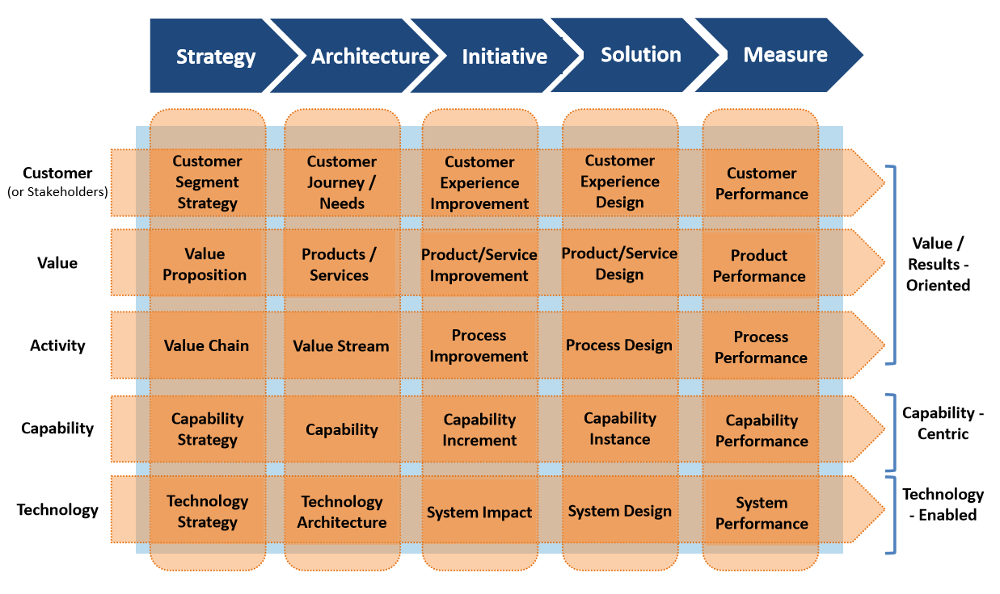 Strategy
Architecture
Initiative
Solution
Measure
Customer
(or Stakeholders)
Customer
Segment
Strategy
Customer
Journey /
Needs
Customer
Experience
Improvement
Customer
Experience
Design
Customer
Performance
Value
Value
Proposition
Products /
Services
Product/Service
Improvement
Product/Service
Design
Product
Performance
Value /
Results -
Oriented
Activity
Value Chain
Value Stream
Process
Improvement
Process Design
Process
Performance
Capability
Capability
Strategy
Capability
Capability
Increment
Capability
Instance
Capability
Performance
Capability -
Centric
Technology
Technology
Strategy
Technology
Architecture
System Impact
System Design
System
Performance
Technology
- Enabled